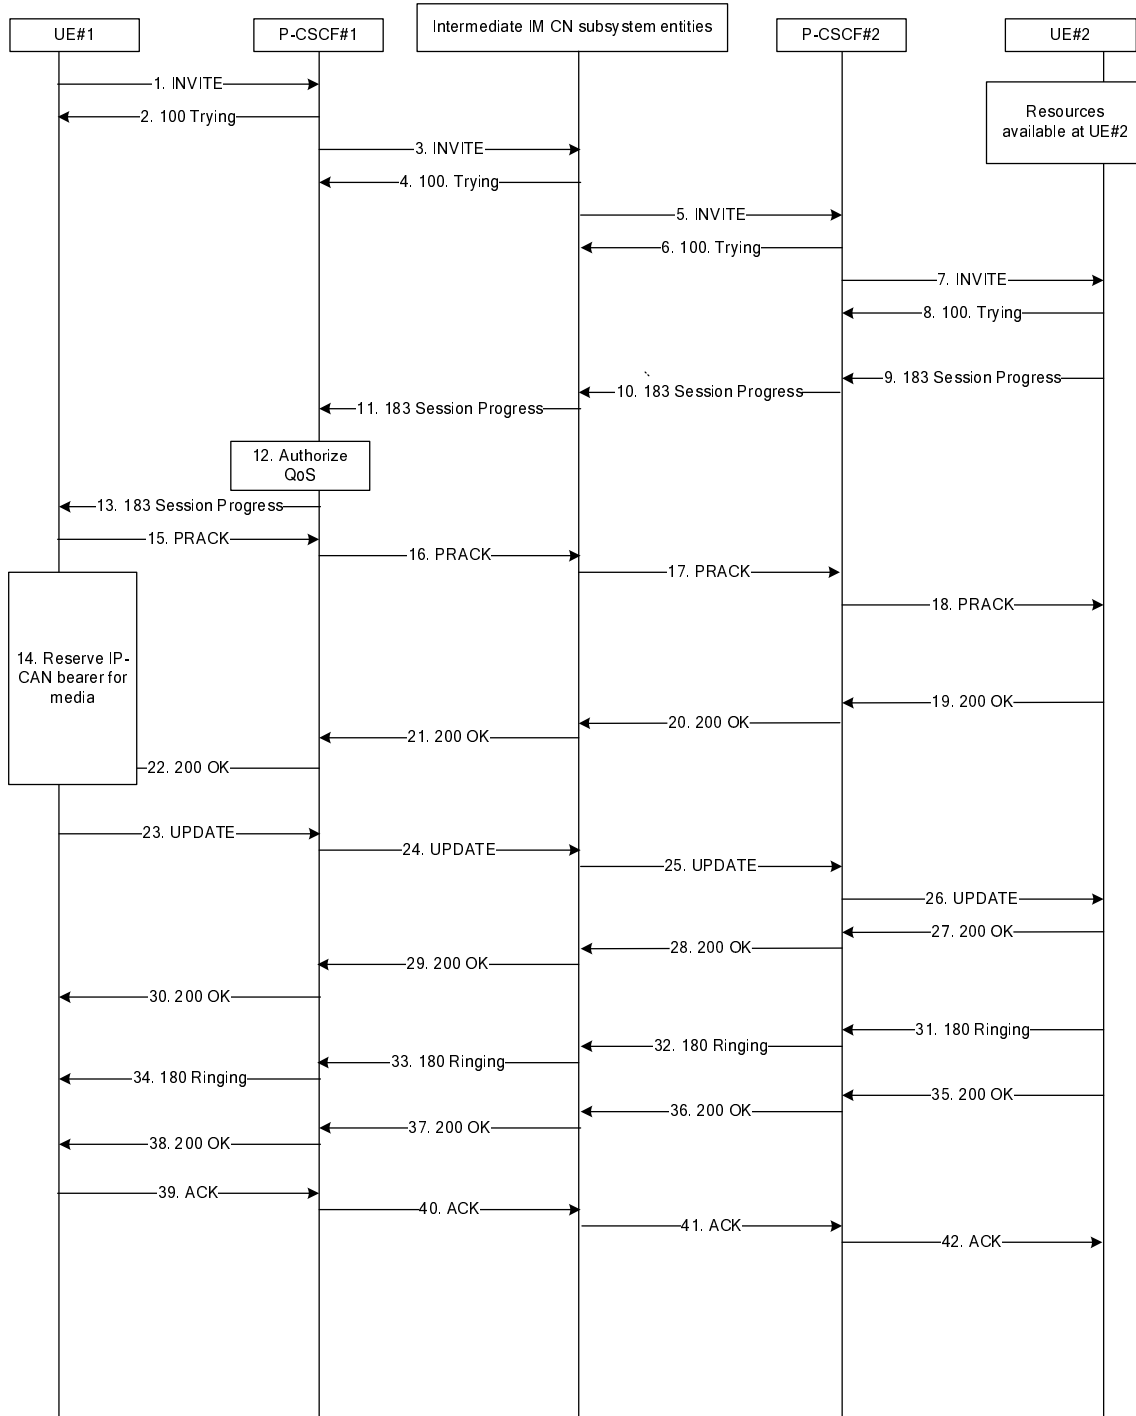 UE#1
P-CSCF#1
Intermediate IM CN subsystem entities
P-CSCF#2
UE#2
1. INVITE
Resources
available at UE#2
2. 100 Trying
3. INVITE
4. 100. Trying
5. INVITE
6. 100. Trying
7. INVITE
8. 100. Trying
9. 183 Session Progress
10. 183 Session Progress
11. 183 Session Progress
12. Authorize
QoS
13. 183 Session Progress
15. PRACK
16. PRACK
17. PRACK
18. PRACK
14. Reserve IP-
CAN bearer for
media
19. 200 OK
20. 200 OK
21. 200 OK
22. 200 OK
23. UPDATE
24. UPDATE
25. UPDATE
26. UPDATE
27. 200 OK
28. 200 OK
29. 200 OK
30. 200 OK
31. 180 Ringing
32. 180 Ringing
33. 180 Ringing
34. 180 Ringing
35. 200 OK
36. 200 OK
37. 200 OK
38. 200 OK
39. ACK
40. ACK
41. ACK
42. ACK